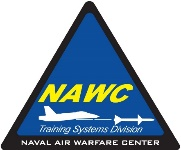 NAWC
Training Systems Division
NAVAL AIR WARFARE CENTER